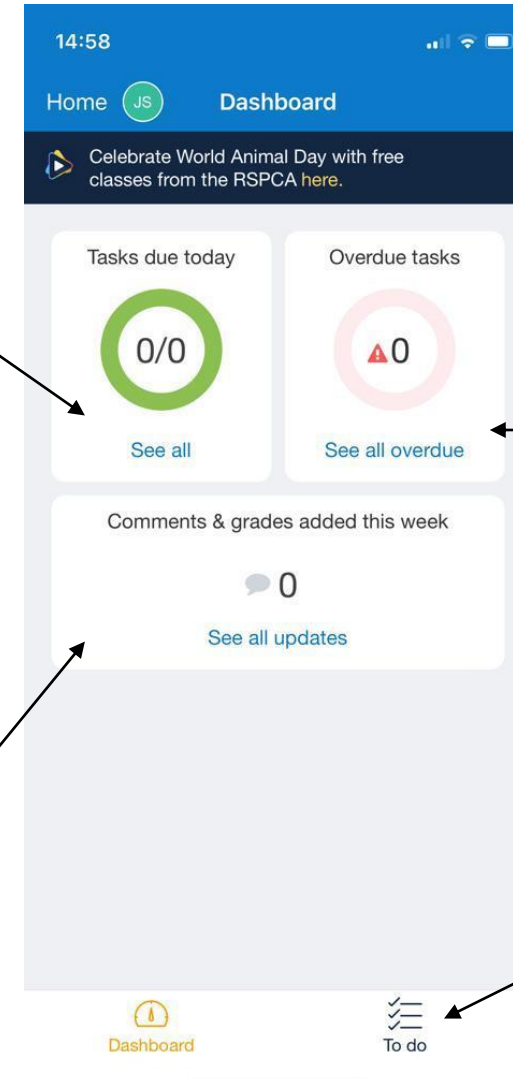 14:58
Home JS Dashboard
Celebrate World Animal Day with free
classes from the RSPCA here.
Tasks due today
0/0
See all
Overdue tasks
0
See all overdue
Comments & grades added this week
0
See all updates
Dashboard
To do